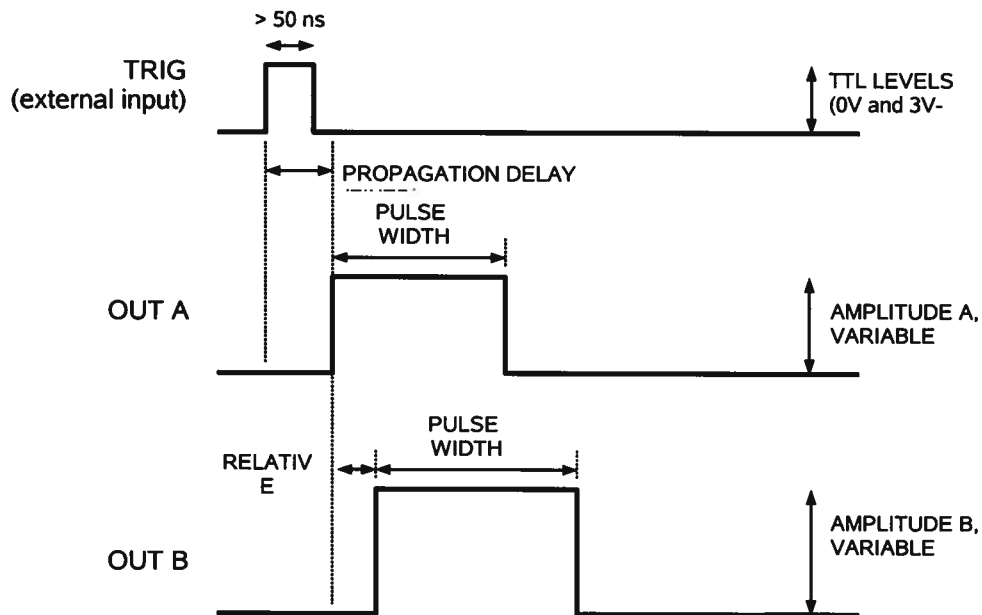 > 50 ns
TRIG
(external input)
TTL LEVELS
(0V and 3V-
PROPAGATION DELAY
PULSE
WIDTH
OUT A
AMPLITUDE A,
VARIABLE
PULSE
WIDTH
RELATIV
E
OUT B
AMPLITUDE B,
VARIABLE